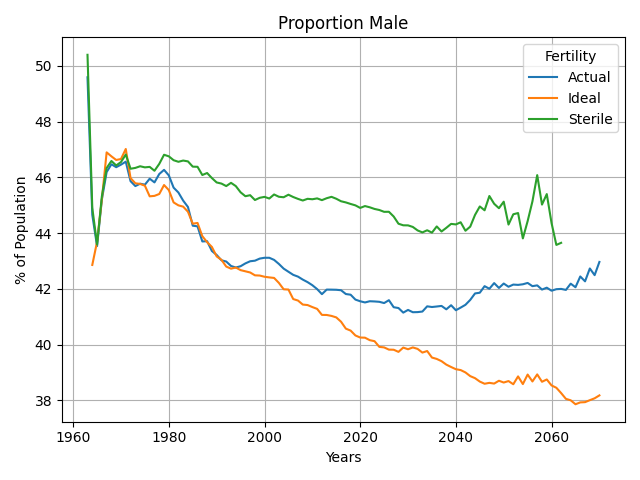 Proportion Male
Fertility
Actual
Ideal
Sterile
% of Population
50
48
46
44
42
40
38
1960
1980
2000
2020
2040
2060
Years